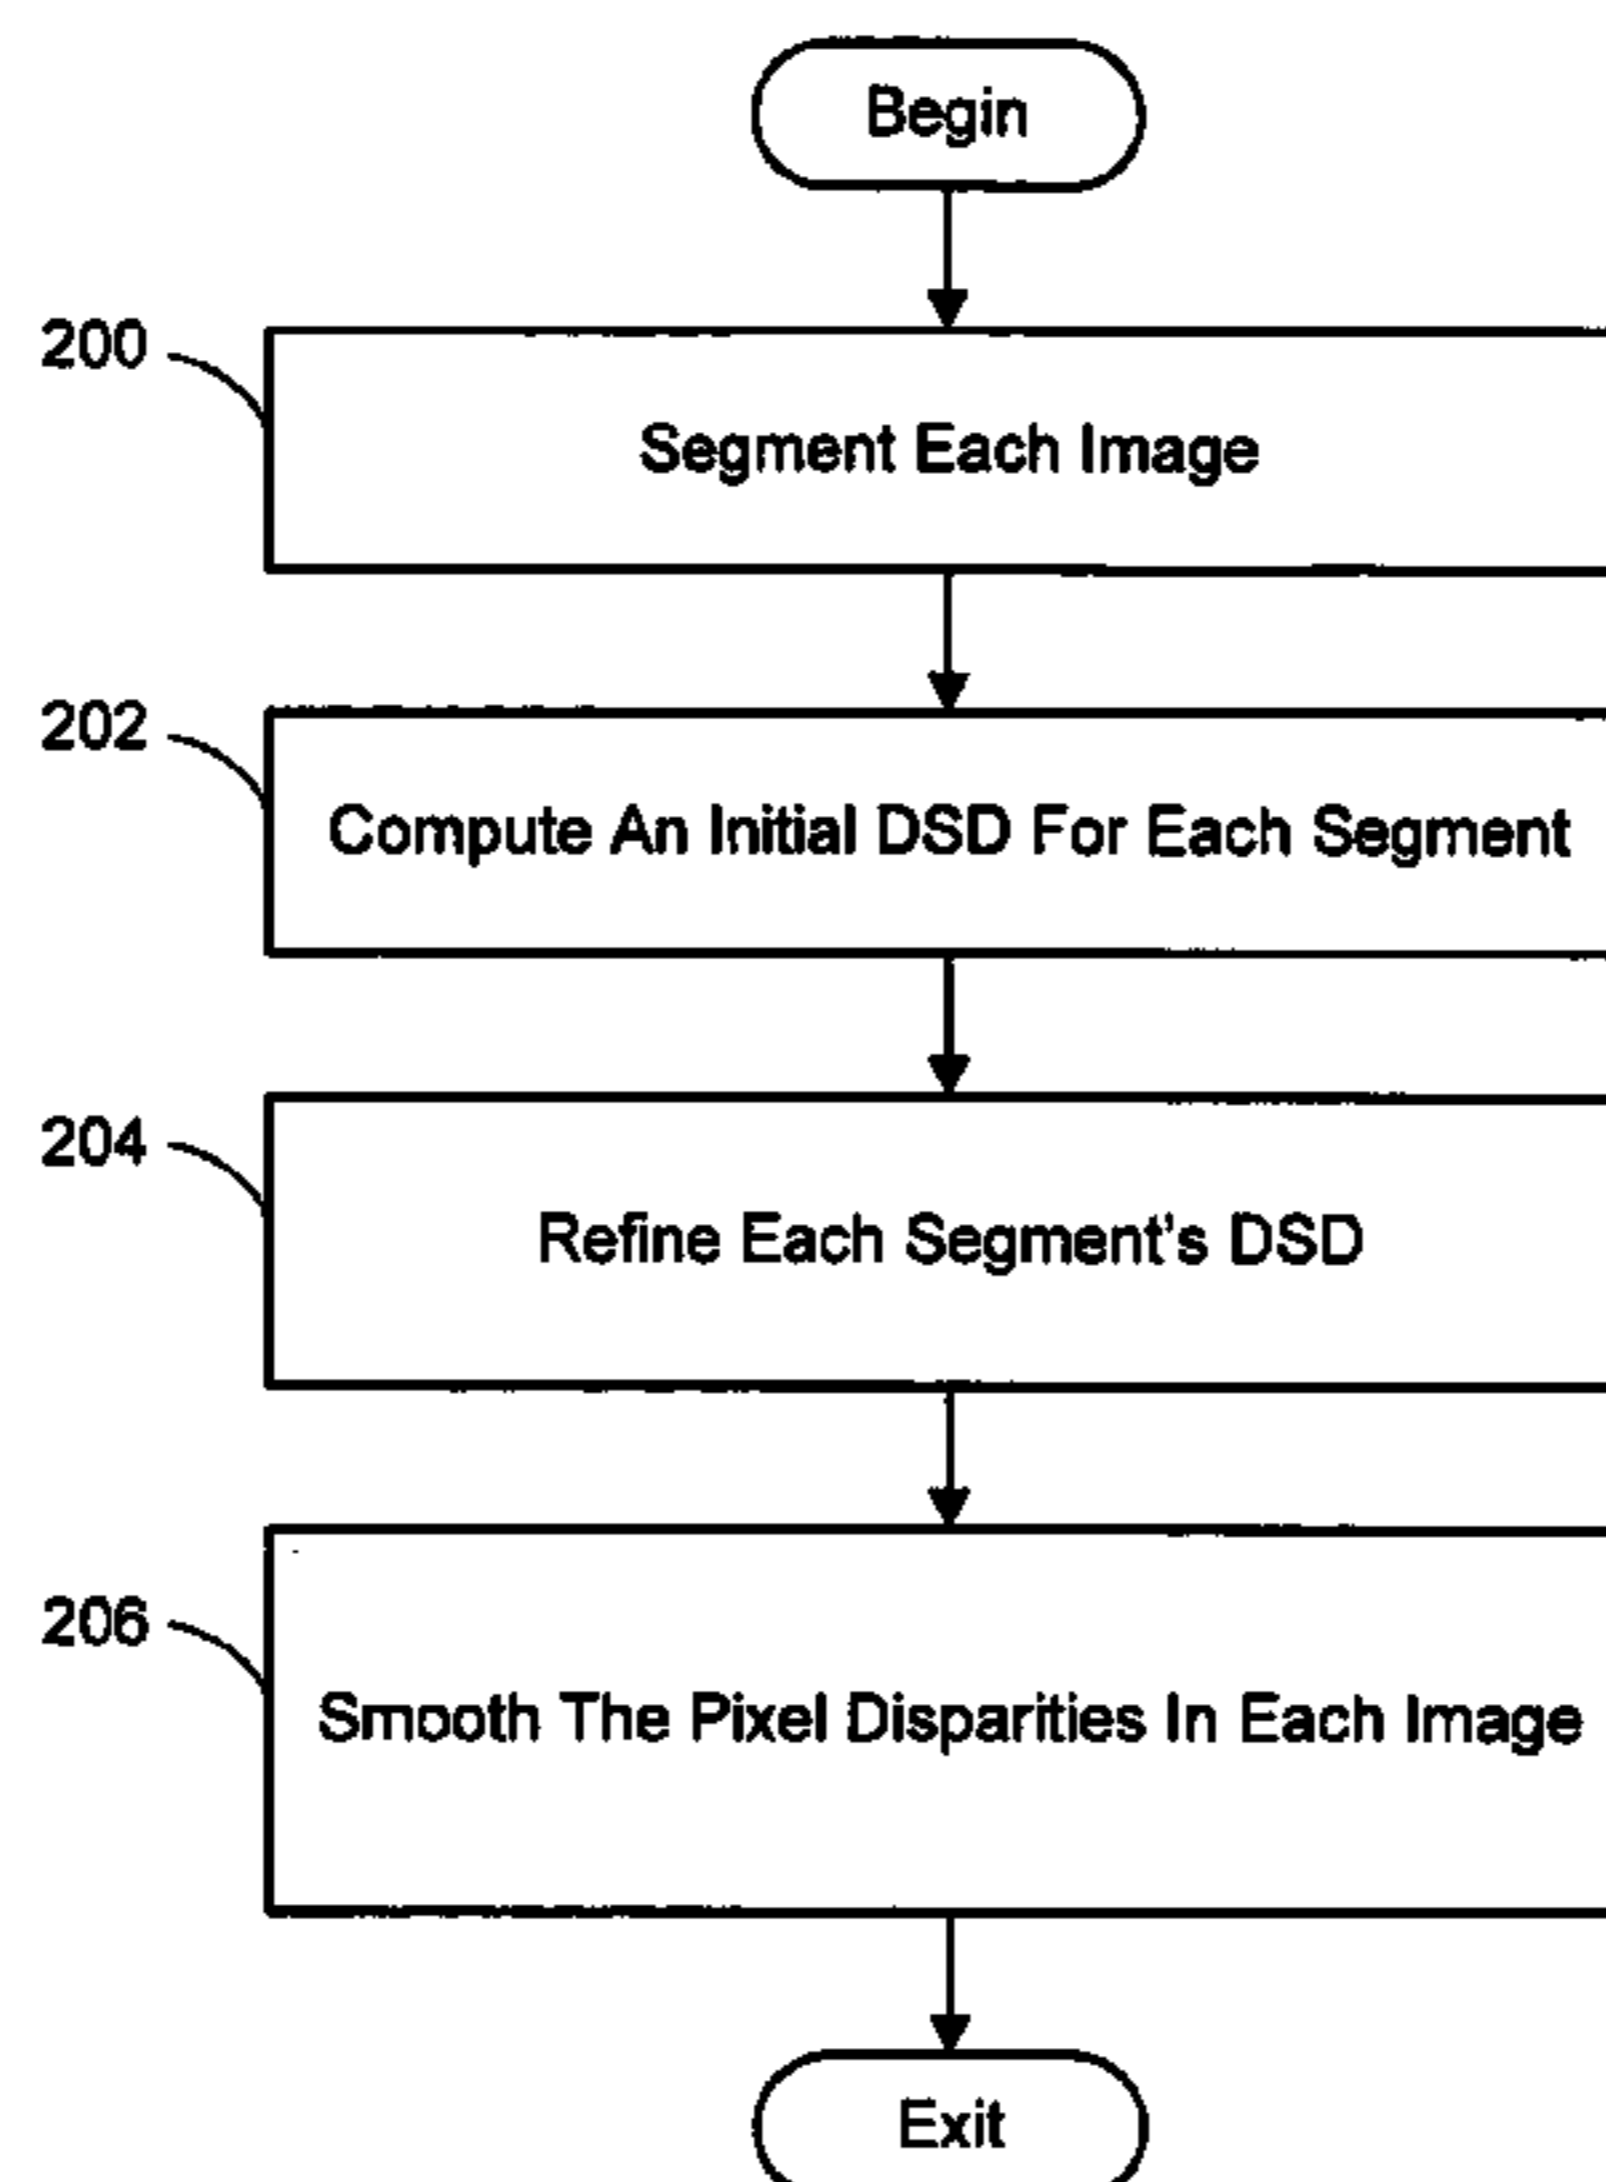 Begin
200
Segment Each Image
202
Compute An Initial DSD For Each Segment
204
Refine Each Segment's DSD
206
Smooth The Pixel Disparities In Each Image
Exit